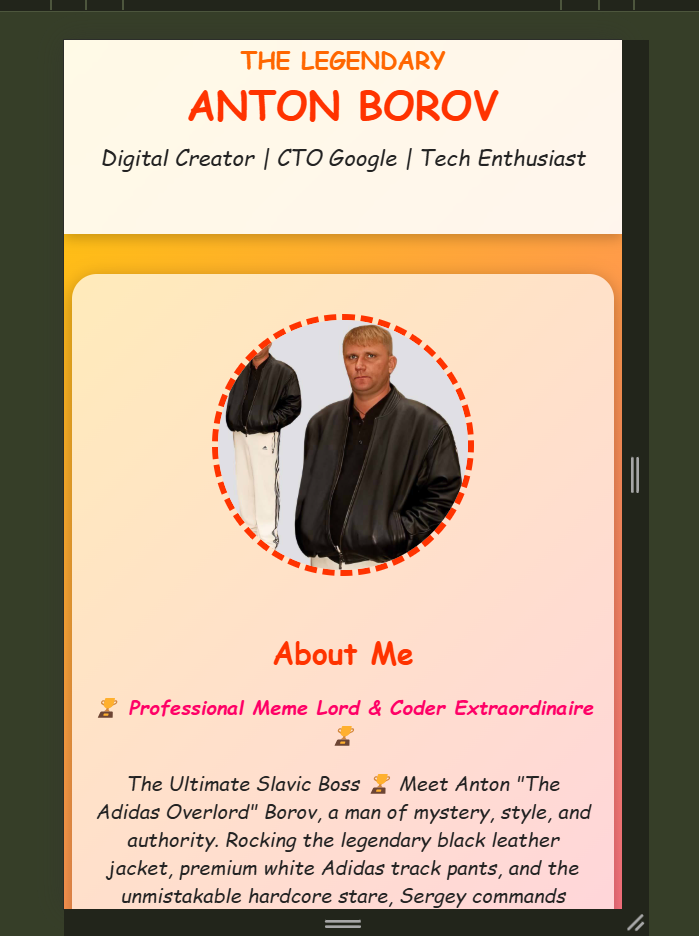 THE LEGENDARY
ANTON BOROV
Digital Creator | CTO Google | Tech Enthusiast
About Me
🏆 Professional Meme Lord & Coder Extraordinaire
🏆
The Ultimate Slavic Boss 🏆 Meet Anton "The
Adidas Overlord" Borov, a man of mystery, style, and
authority. Rocking the legendary black leather
jacket, premium white Adidas track pants, and the
unmistakable hardcore stare, Sergey commands